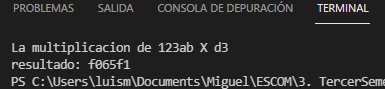 PROBLEMAS SALIDA CONSOLA DE DEPURACIÓN TERMINAL
La multiplicacion de 123ab X d3
resultado: f065f1
PS C:\Users\luism\Documents\Miguel\ESCOM\3. TercerSeme